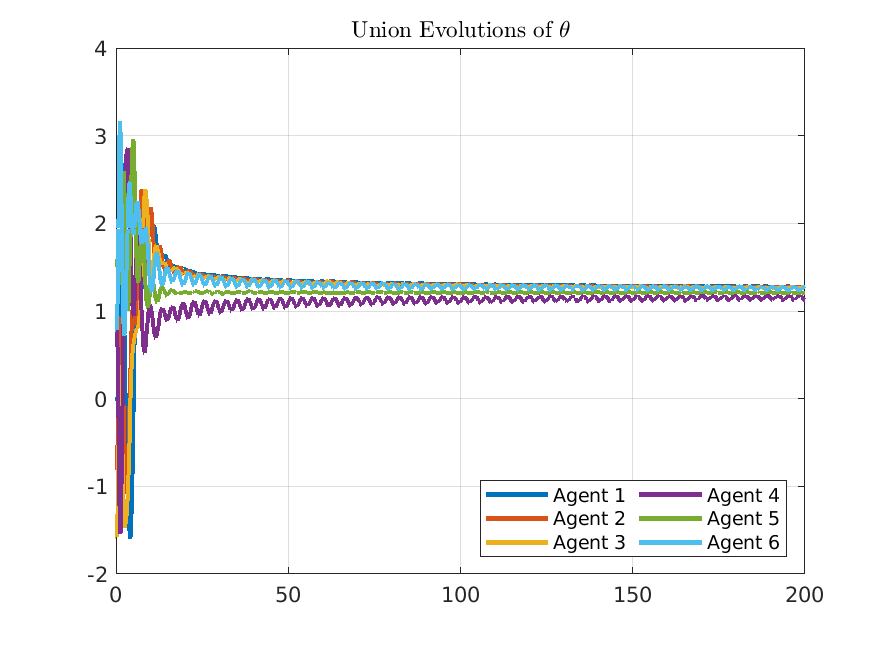 Union Evolutions of θ
4
3
2
1
0
-1
-2
0 50 100 150 200
Agent 1 Agent 4
Agent 2 Agent 5
Agent 3 Agent 6